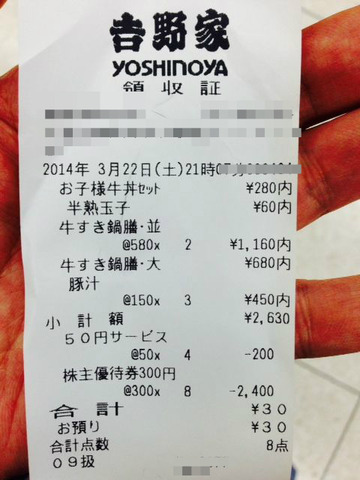 吉野家
YOSHINOYA
領収証
2014年 3月22日(土)21時
お子様牛丼セット ¥280内
半熟玉子 ¥60内
牛すき鍋膳・並
@580x 2 ¥1,160内
牛すき鍋膳・大 ¥680内
豚汁
@150x 3 ¥450内
小計額 ¥2,630
50円サービス
@50x 4 -200
株主優待券300円
@300x 8 -2,400
合計 ¥30
お預り ¥30
合計点数 8点
09扱